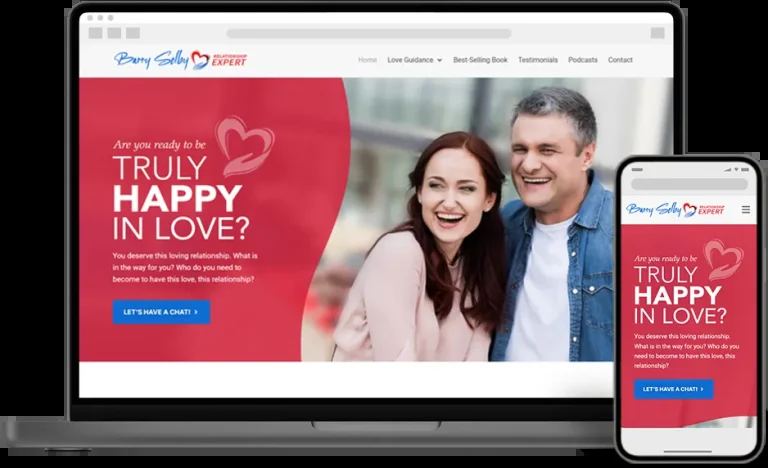 Barry Selby RELATIONSHIP EXPERT
Home Love Guidance Best-Selling Book Testimonials Podcasts Contact
Are you ready to be
TRULY
HAPPY
IN LOVE?
You deserve this loving relationship. What is
in the way for you? Who do you need to
become to have this love, this relationship?
LET'S HAVE A CHAT! >
Barry Selby RELATIONSHIP EXPERT
Are you ready to be
TRULY
HAPPY
IN LOVE?
You deserve this loving relationship.
What is in the way for you? Who do you
need to become to have this love, this
relationship?
LET'S HAVE A CHAT! >